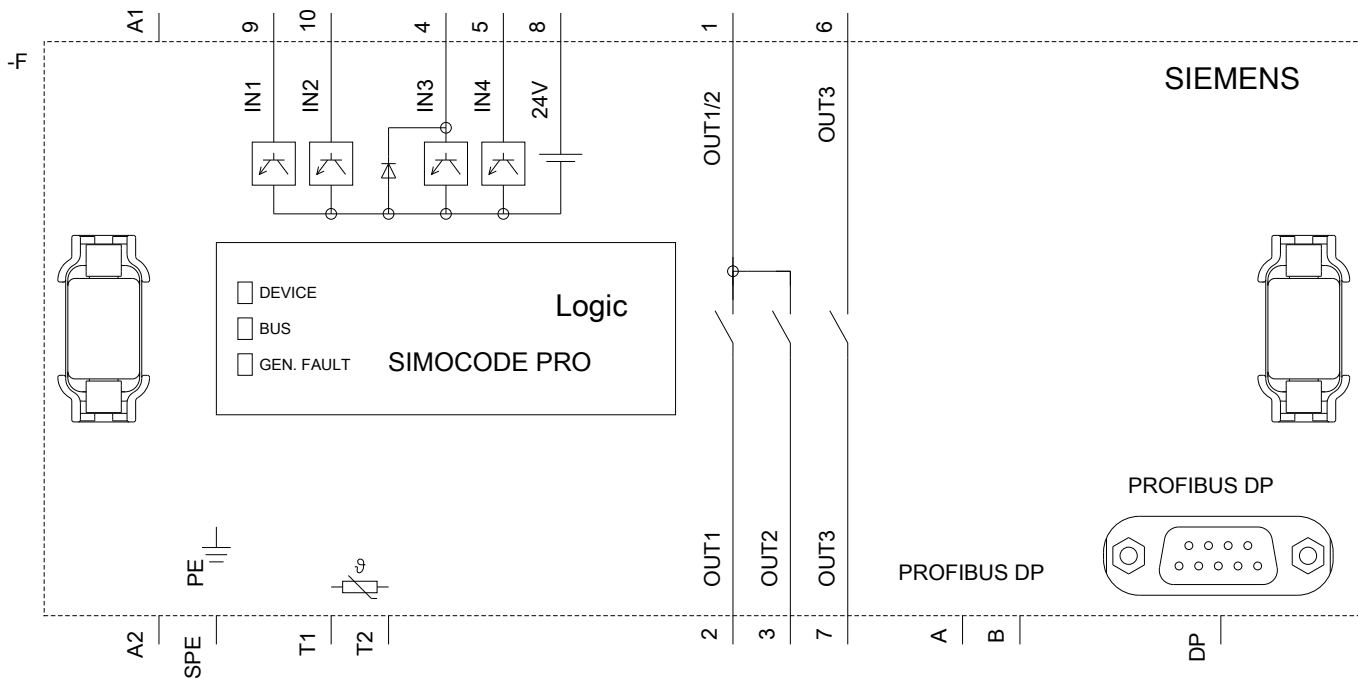 A1
9
10
4
5
8
1
6
-F
SIEMENS
IN1
IN2
IN3
IN4
24V
OUT1/2
OUT3
DEVICE
BUS
GEN. FAULT
Logic
SIMOCODE PRO
PROFIBUS DP
PE
ϑ
OUT1
OUT2
OUT3
PROFIBUS DP
A2
SPE
T1
T2
2
3
7
A
B
DP